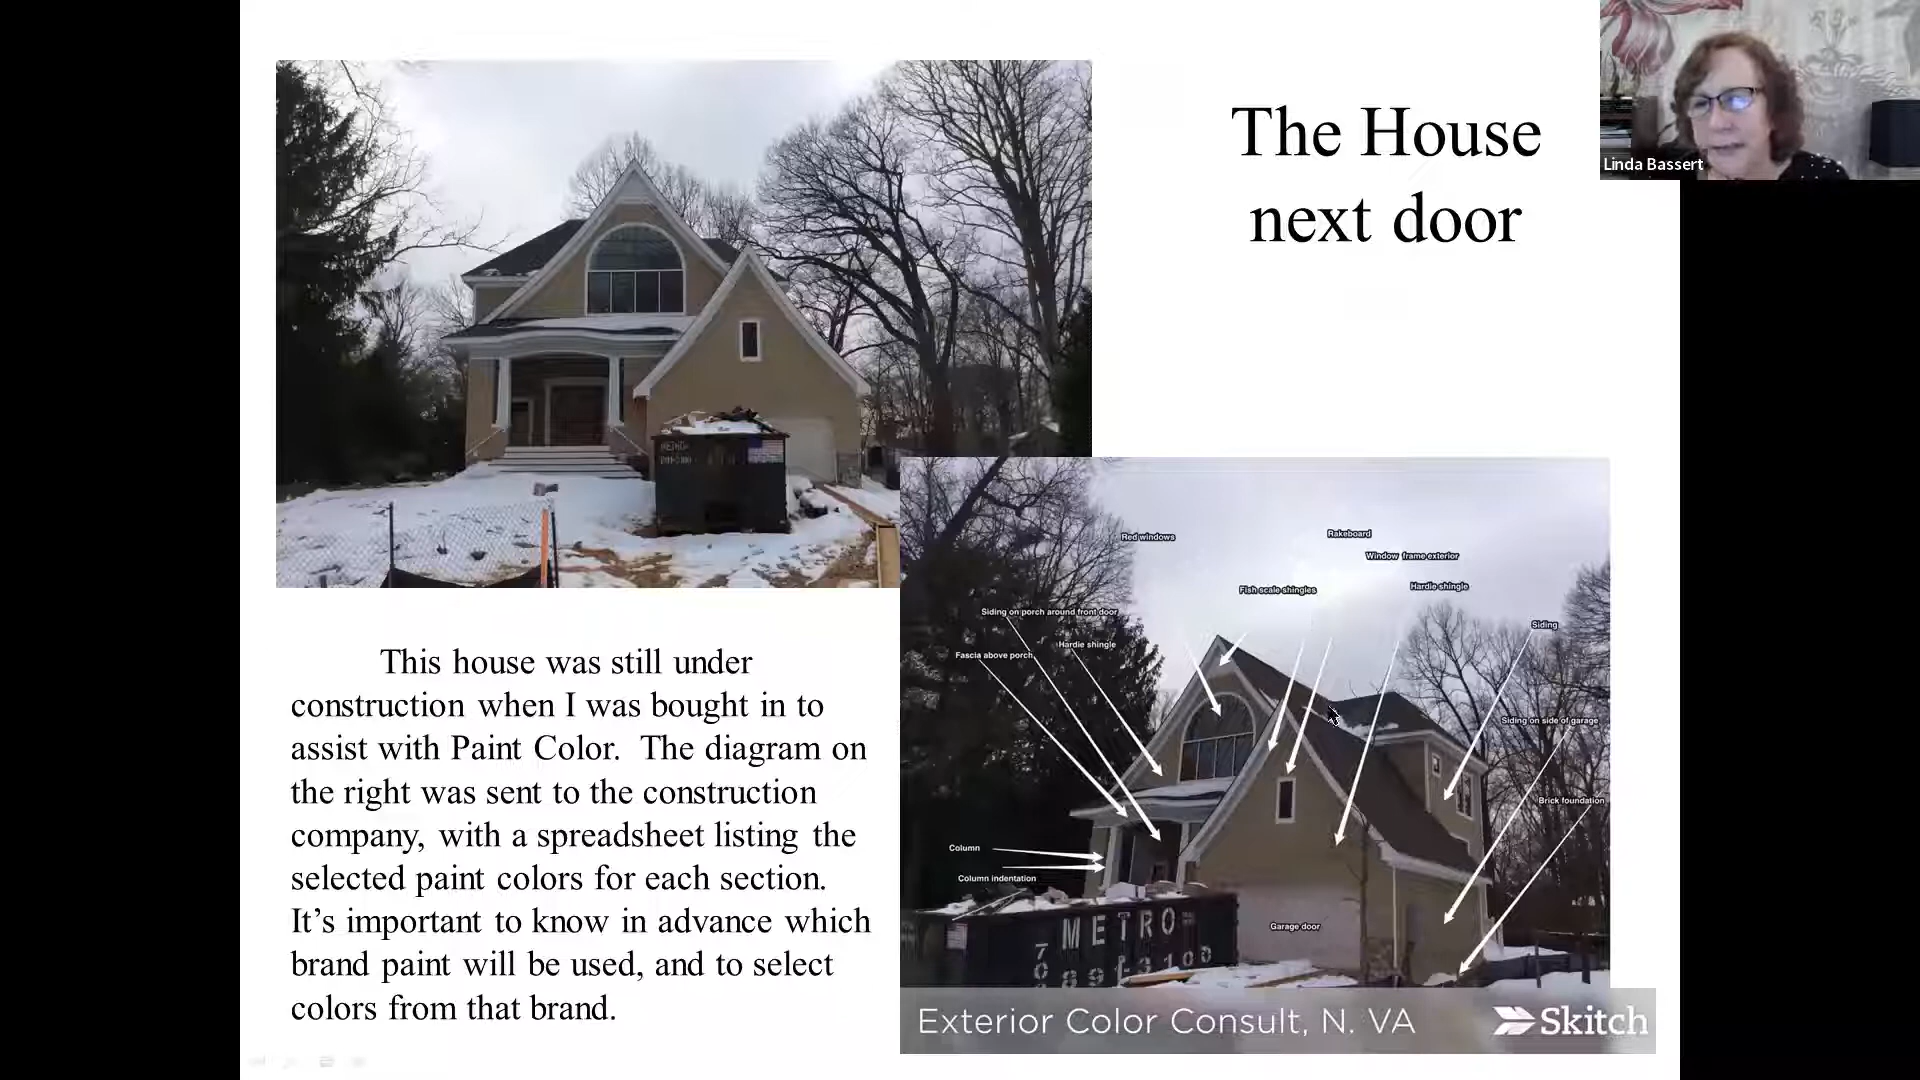 The House
next door
Linda Bassert
This house was still under
construction when I was bought in to
assist with Paint Color.  The diagram on
the right was sent to the construction
company, with a spreadsheet listing the
selected paint colors for each section.
It’s important to know in advance which
brand paint will be used, and to select
colors from that brand.
METRO
Red windows
Rakeboard
Window frame exterior
Fish scale shingles
Hardie shingle
Siding on porch around front door
Siding
Hardie shingle
Fascia above porch
Siding on side of garage
Brick foundation
Column
Column indentation
Garage door
METRO
Exterior Color Consult, N. VA
Skitch